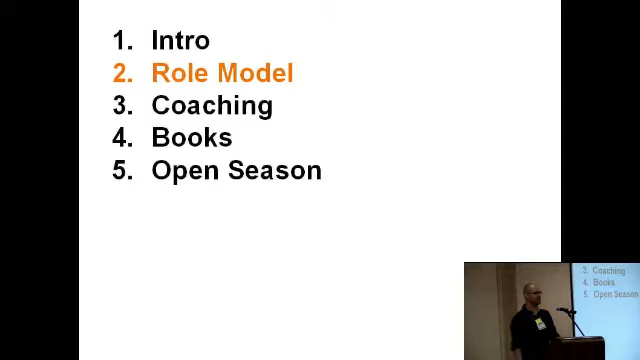 1. Intro
2. Role Model
3. Coaching
4. Books
5. Open Season
3. Coaching
4. Books
5. Open Season